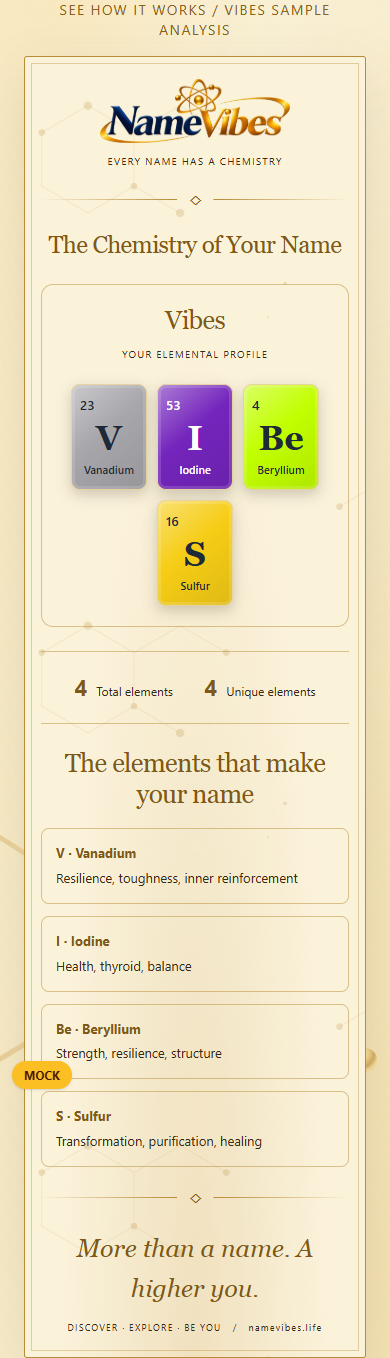 SEE HOW IT WORKS / VIBES SAMPLE
ANALYSIS
NameVibes
EVERY NAME HAS A CHEMISTRY
The Chemistry of Your Name
Vibes
YOUR ELEMENTAL PROFILE
23
V
Vanadium
53
I
Iodine
4
Be
Beryllium
16
S
Sulfur
4 Total elements
4 Unique elements
The elements that make
your name
V · Vanadium
Resilience, toughness, inner reinforcement
I · Iodine
Health, thyroid, balance
Be · Beryllium
Strength, resilience, structure
MOCK
S · Sulfur
Transformation, purification, healing
More than a name. A
higher you.
DISCOVER · EXPLORE · BE YOU / namevibes.life